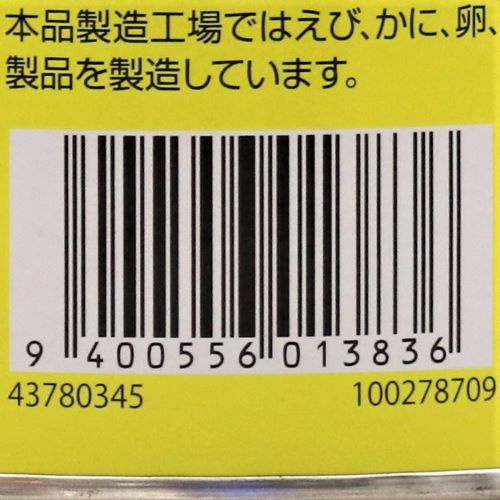 本品製造工場ではえび、かに、卵、
製品を製造しています。
9 400556 013836
43780345 100278709